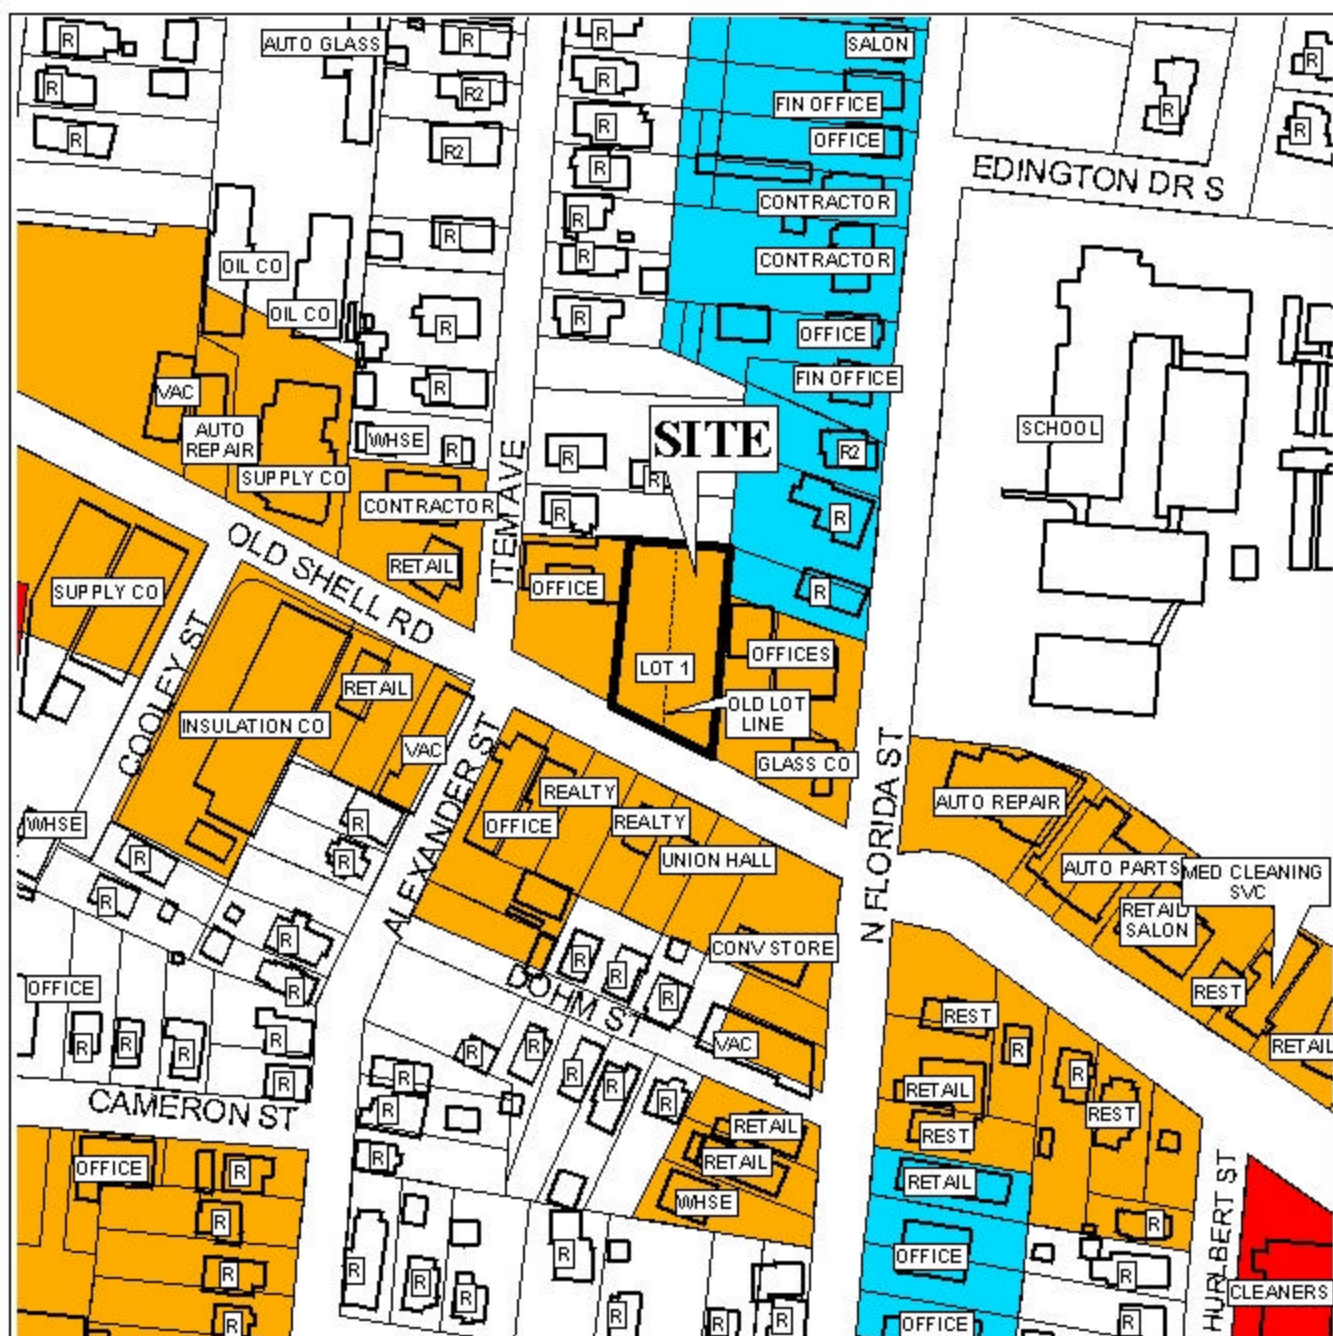 R
AUTO GLASS
R
R
SALON
R
R
R2
R
FIN OFFICE
R
R
R2
R
OFFICE
R
R
EDINGTON DR S
R
CONTRACTOR
R
R
OIL CO
R
CONTRACTOR
OIL CO
R
R
OFFICE
VAC
R
FIN OFFICE
AUTO
REPAIR
WHSE
R
R
SITE
R2
SCHOOL
SUPPLY CO
R
CONTRACTOR
ITEM AVE
R
R
OLD SHELL RD
RETAIL
OFFICE
R
SUPPLY CO
COOLEY ST
LOT 1
OFFICES
RETAIL
OLD LOT
LINE
INSULATION CO
VAC
ALEXANDER ST
GLASS CO
N FLORIDA ST
REALTY
AUTO REPAIR
WHSE
R
OFFICE
REALTY
R
R
UNION HALL
AUTO PARTS
MED CLEANING
SVC
R
RETAIL/
SALON
R
R
CONV STORE
OFFICE
R
R
R
DOHM ST
R
REST
REST
R
R
R
R
R
R
VAC
R
RETAIL
R
R
R
R
R
R
RETAIL
CAMERON ST
R
R
RETAIL
REST
REST
OFFICE
R
R
RETAIL
RETAIL
HURLBERT ST
R
WHSE
R
R
R
R
R
OFFICE
R
CLEANERS
R
R
R
R
R
OFFICE
R